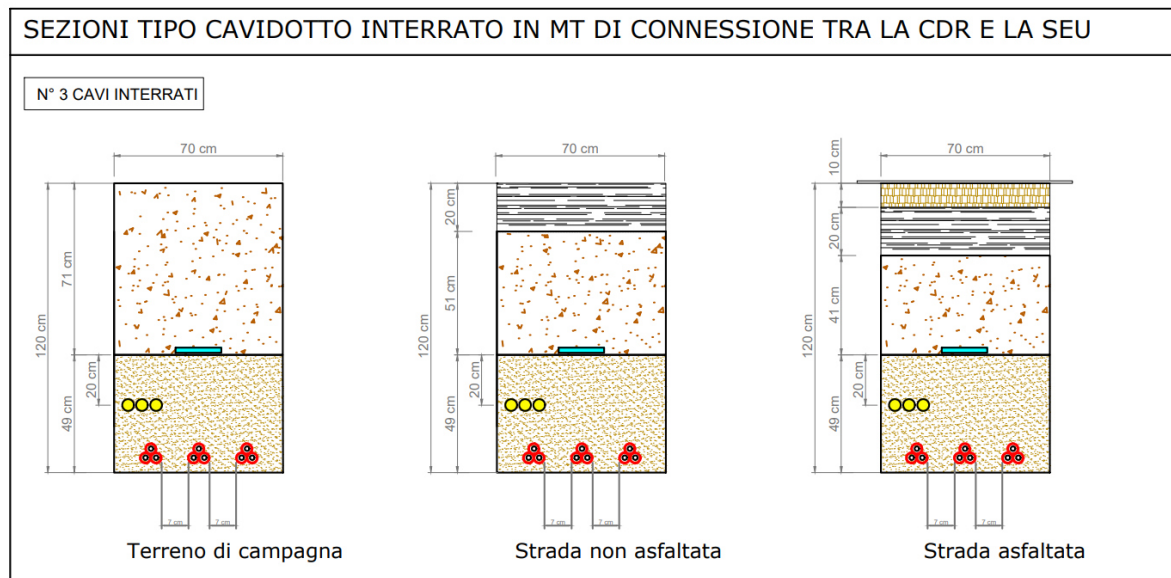 SEZIONI TIPO CAVIDOTTO INTERRATO IN MT DI CONNESSIONE TRA LA CDR E LA SEU
N° 3 CAVI INTERRATI
70 cm
120 cm
71 cm
49 cm
20 cm
7 cm
7 cm
Terreno di campagna
70 cm
120 cm
20 cm
51 cm
49 cm
20 cm
7 cm
7 cm
Strada non asfaltata
70 cm
10 cm
20 cm
120 cm
41 cm
49 cm
20 cm
7 cm
7 cm
Strada asfaltata